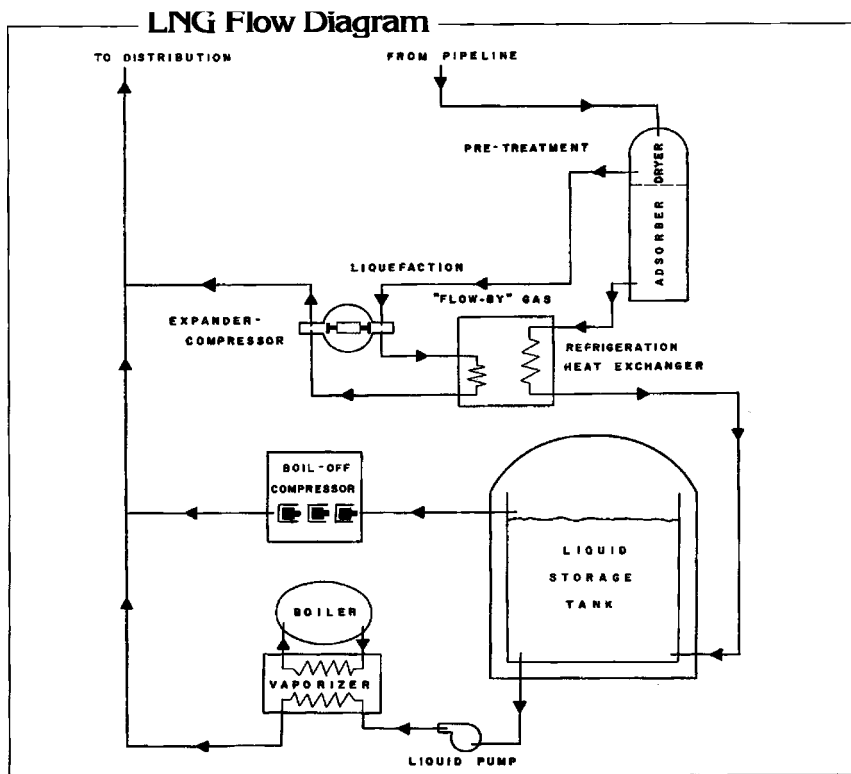 LNG Flow Diagram
TO DISTRIBUTION
FROM PIPELINE
PRE-TREATMENT
DRYER
ADSORBER
LIQUEFACTION
"FLOW-BY" GAS
EXPANDER-
COMPRESSOR
REFRIGERATION
HEAT EXCHANGER
BOIL-OFF
COMPRESSOR
LIQUID
STORAGE
TANK
BOILER
VAPORIZER
LIQUID PUMP